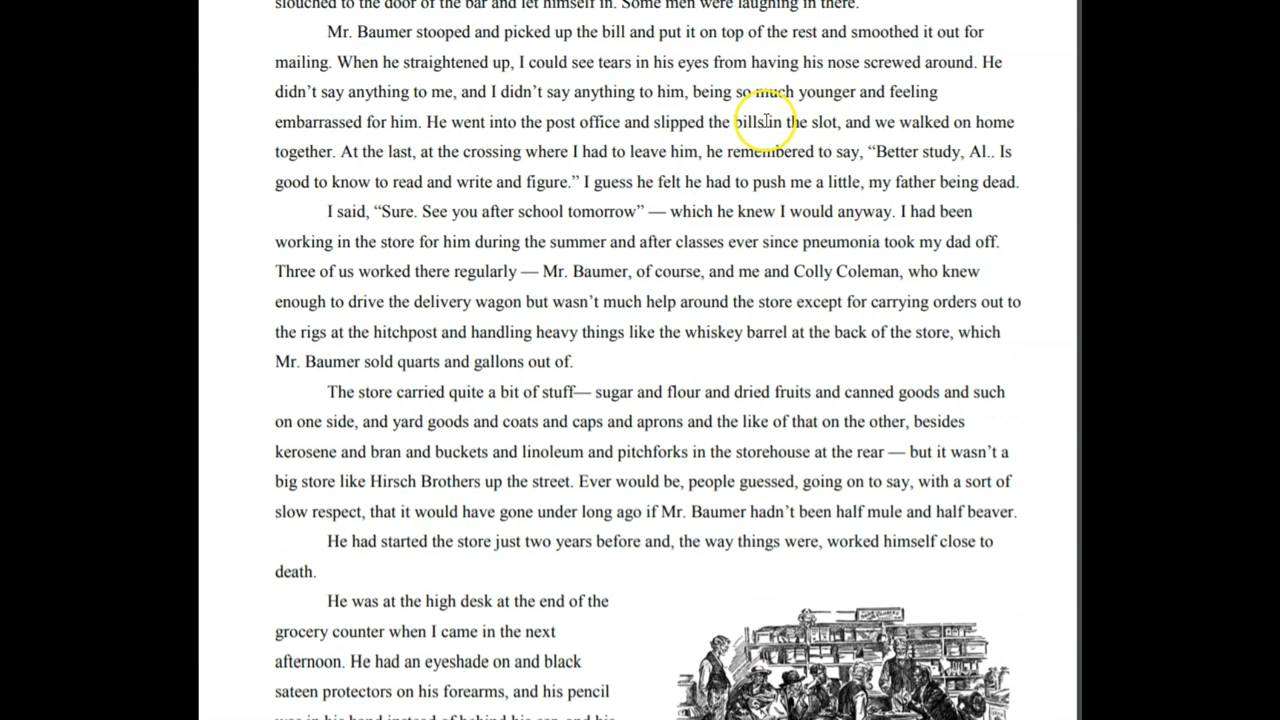 slouched to the door of the bar and let himself in. Some men were laughing in there.
Mr. Baumer stooped and picked up the bill and put it on top of the rest and smoothed it out for
mailing. When he straightened up, I could see tears in his eyes from having his nose screwed around. He
didn’t say anything to me, and I didn’t say anything to him, being so much younger and feeling
embarrassed for him. He went into the post office and slipped the bills in the slot, and we walked on home
together. At the last, at the crossing where I had to leave him, he remembered to say, “Better study, Al.. Is
good to know to read and write and figure.” I guess he felt he had to push me a little, my father being dead.
I said, “Sure. See you after school tomorrow” — which he knew I would anyway. I had been
working in the store for him during the summer and after classes ever since pneumonia took my dad off.
Three of us worked there regularly — Mr. Baumer, of course, and me and Colly Coleman, who knew
enough to drive the delivery wagon but wasn’t much help around the store except for carrying orders out to
the rigs at the hitchpost and handling heavy things like the whiskey barrel at the back of the store, which
Mr. Baumer sold quarts and gallons out of.
The store carried quite a bit of stuff— sugar and flour and dried fruits and canned goods and such
on one side, and yard goods and coats and caps and aprons and the like of that on the other, besides
kerosene and bran and buckets and linoleum and pitchforks in the storehouse at the rear — but it wasn’t a
big store like Hirsch Brothers up the street. Ever would be, people guessed, going on to say, with a sort of
slow respect, that it would have gone under long ago if Mr. Baumer hadn’t been half mule and half beaver.
He had started the store just two years before and, the way things were, worked himself close to
death.
He was at the high desk at the end of the
grocery counter when I came in the next
afternoon. He had an eyeshade on and black
sateen protectors on his forearms, and his pencil
was in his hand instead of behind his ear, and his